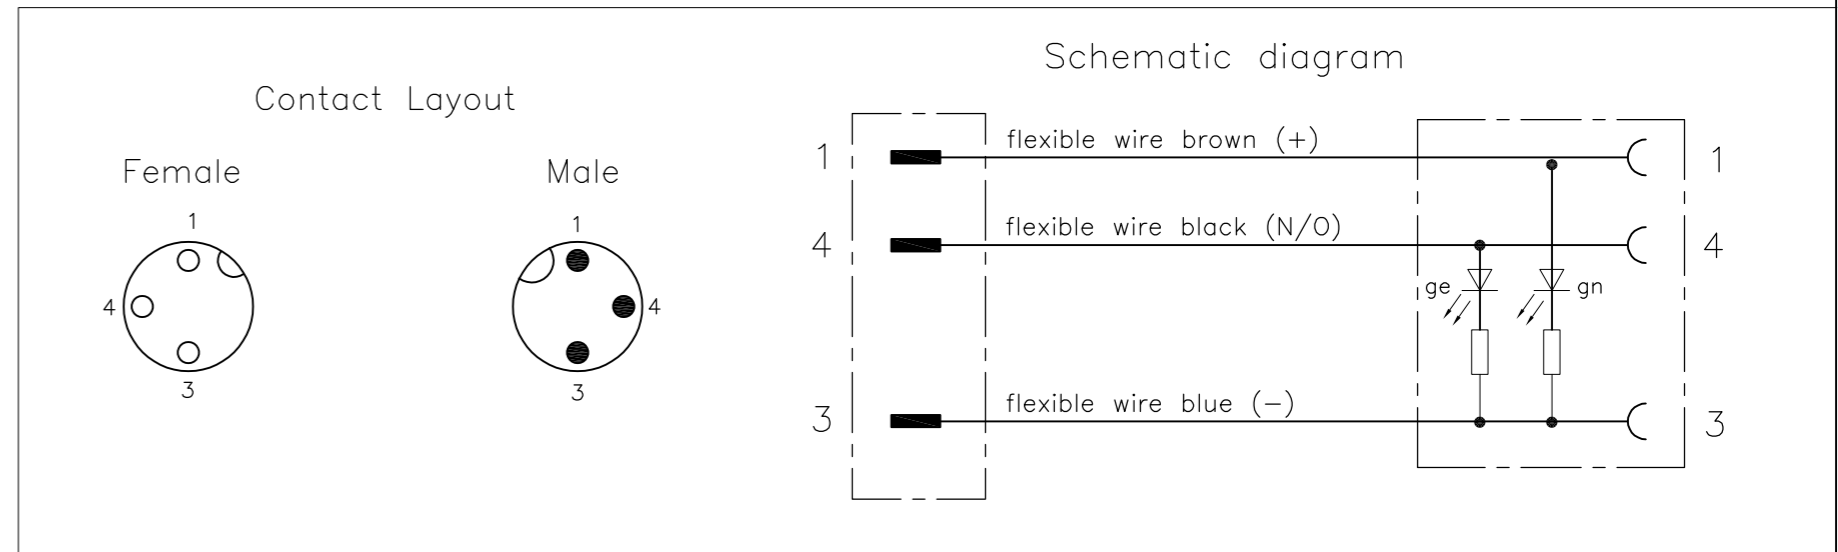 Schematic diagram
Contact Layout
Female
Male
1
4
3
1
4
3
1
flexible wire brown (+)
1
4
flexible wire black (N/O)
4
ge
gn
3
flexible wire blue (-)
3